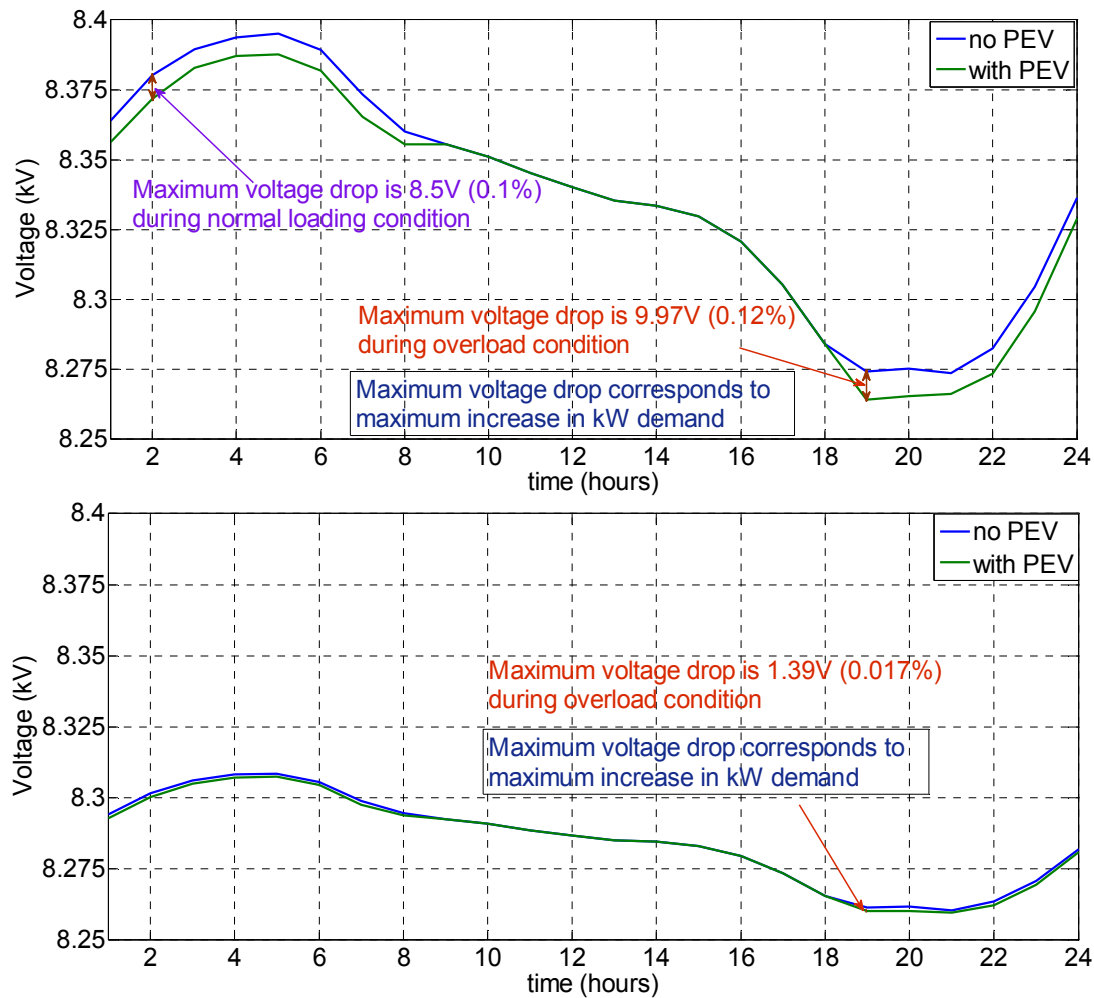 8.4
8.375
8.35
8.325
8.3
8.275
8.25
Voltage (kV)
no PEV
with PEV
Maximum voltage drop is 8.5V (0.1%)
during normal loading condition
Maximum voltage drop is 9.97V (0.12%)
during overload condition
Maximum voltage drop corresponds to
maximum increase in kW demand
2 4 6 8 10 12 14 16 18 20 22 24
time (hours)
8.4
8.375
8.35
8.325
8.3
8.275
8.25
Voltage (kV)
no PEV
with PEV
Maximum voltage drop is 1.39V (0.017%)
during overload condition
Maximum voltage drop corresponds to
maximum increase in kW demand
2 4 6 8 10 12 14 16 18 20 22 24
time (hours)